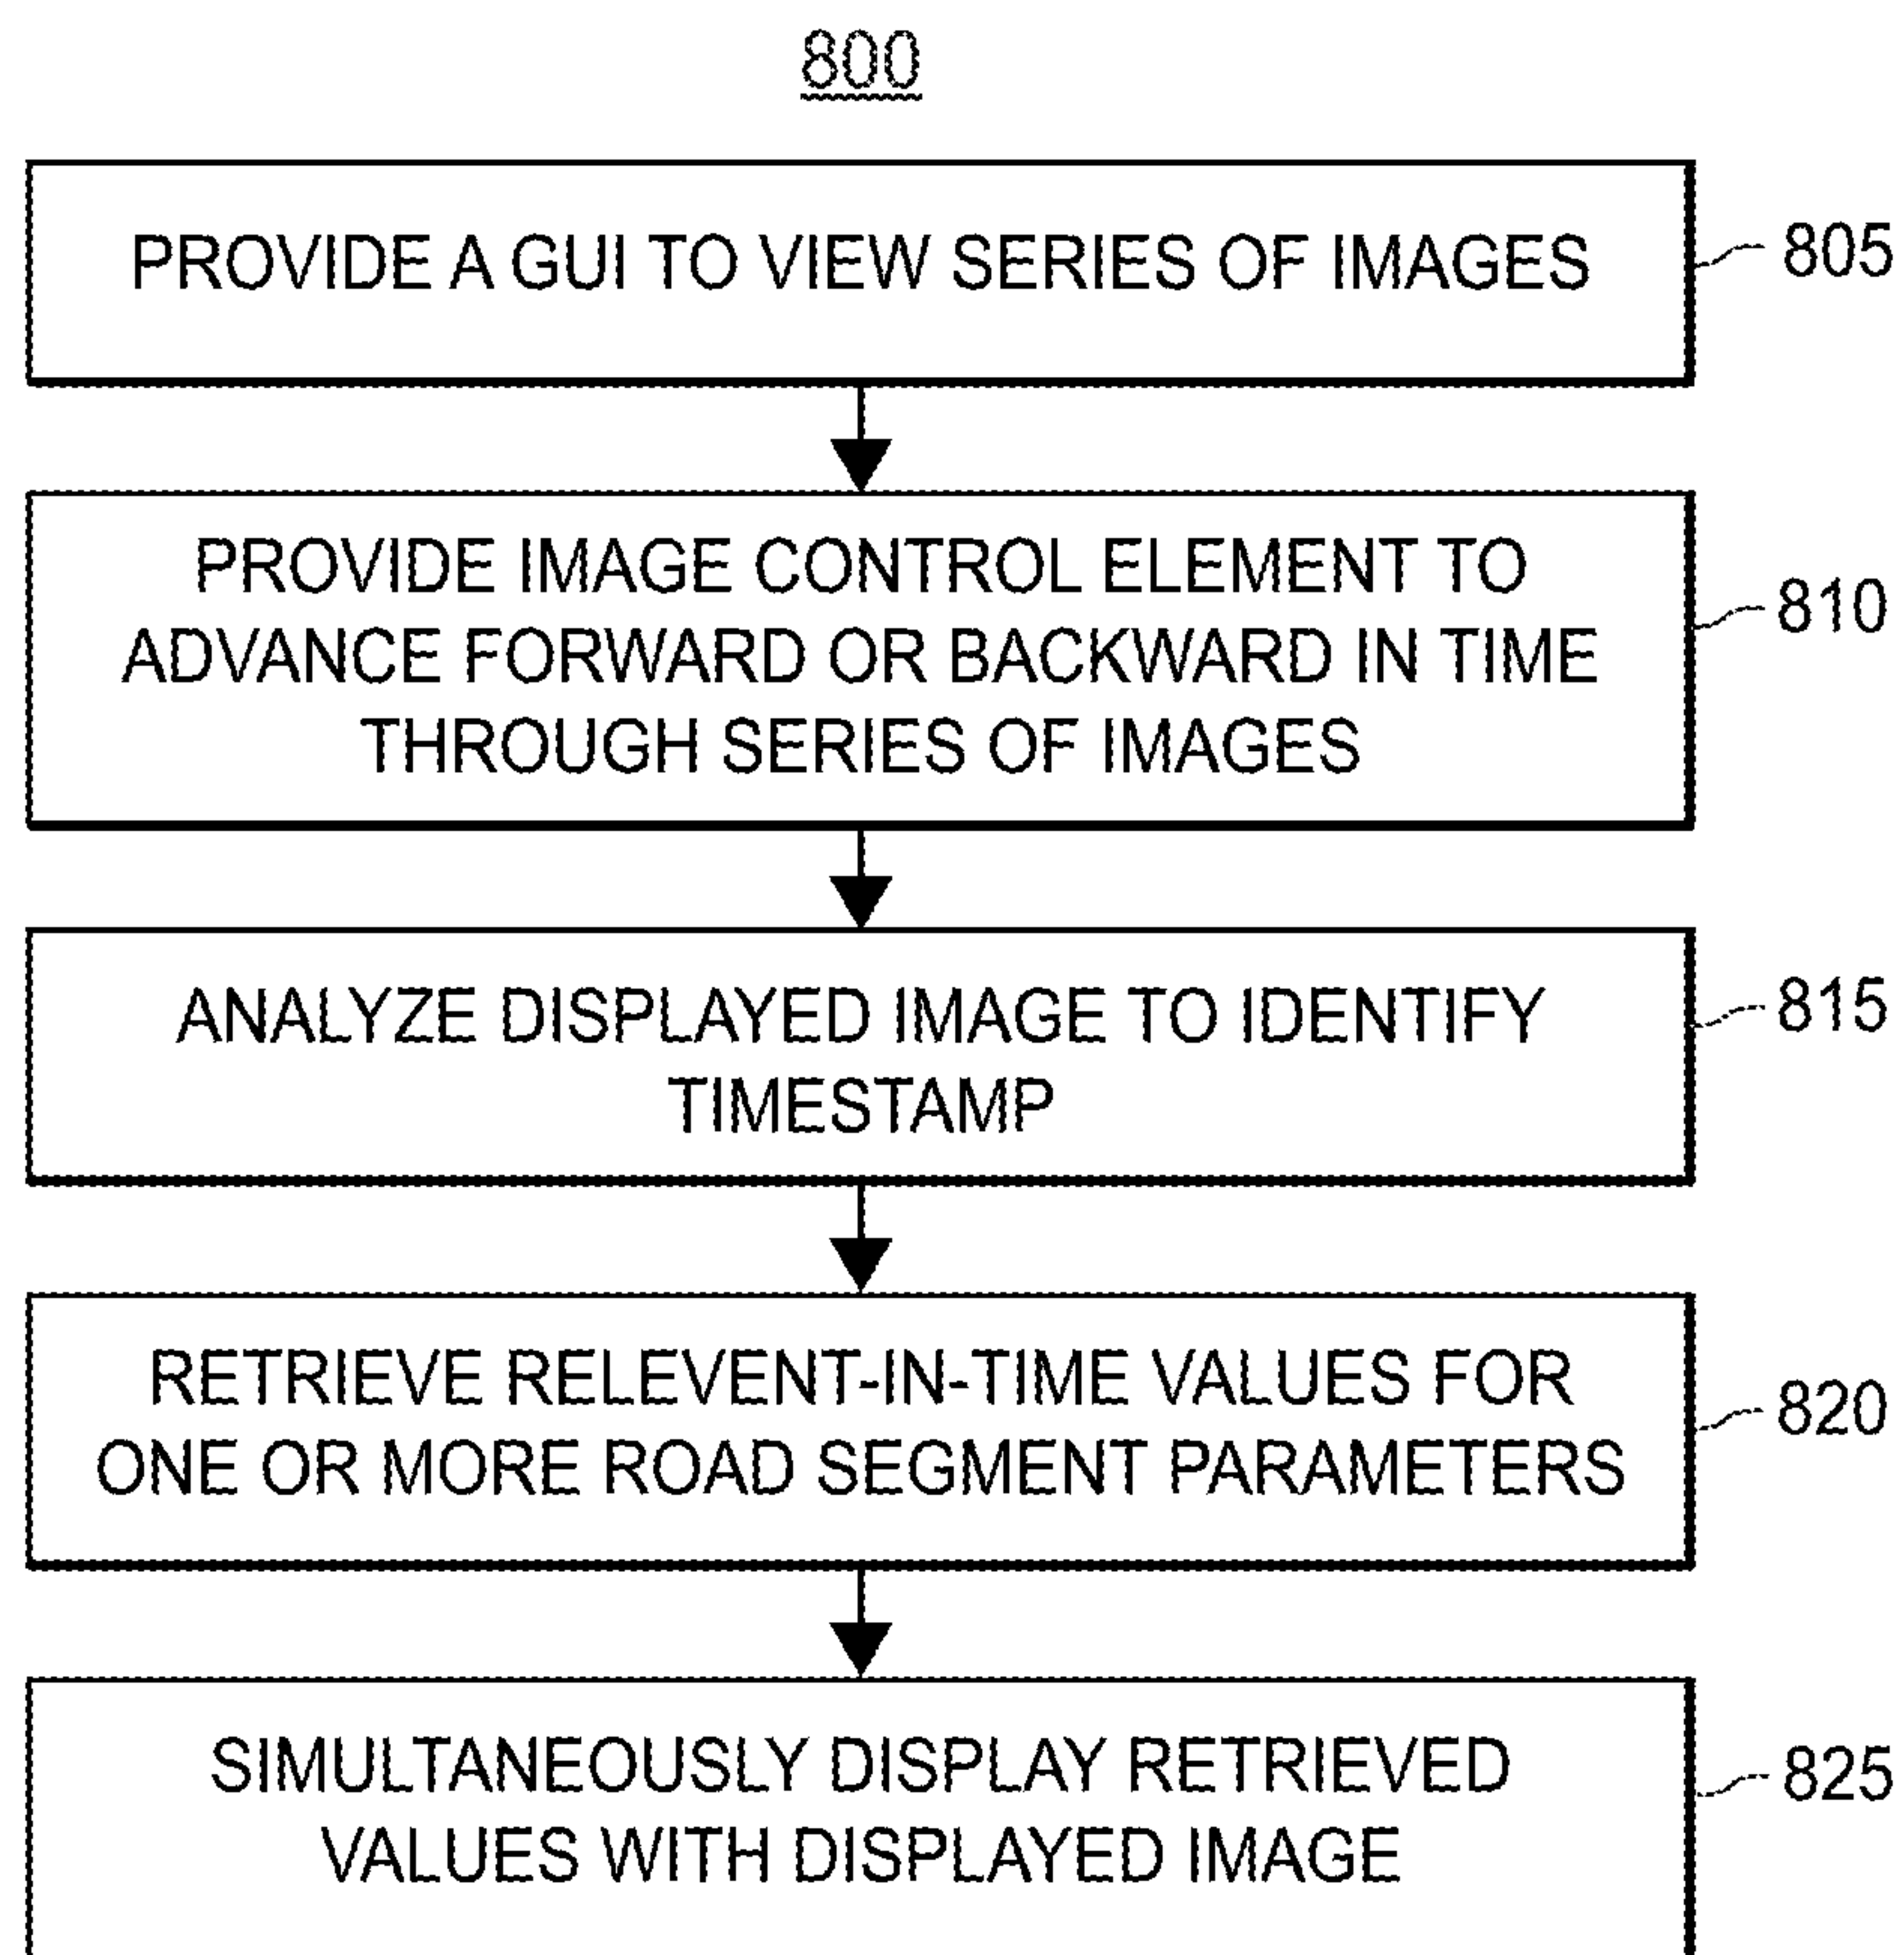 800
PROVIDE A GUI TO VIEW SERIES OF IMAGES
805
PROVIDE IMAGE CONTROL ELEMENT TO
ADVANCE FORWARD OR BACKWARD IN TIME
THROUGH SERIES OF IMAGES
810
ANALYZE DISPLAYED IMAGE TO IDENTIFY
TIMESTAMP
815
RETRIEVE RELEVENT-IN-TIME VALUES FOR
ONE OR MORE ROAD SEGMENT PARAMETERS
820
SIMULTANEOUSLY DISPLAY RETRIEVED
VALUES WITH DISPLAYED IMAGE
825